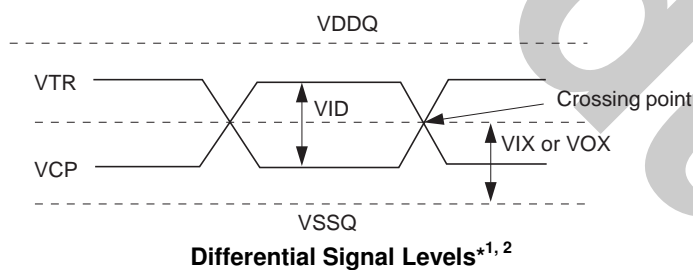 VDDQ
VTR
VID
Crossing point
VIX or VOX
VCP
VSSQ
Differential Signal Levels*1, 2